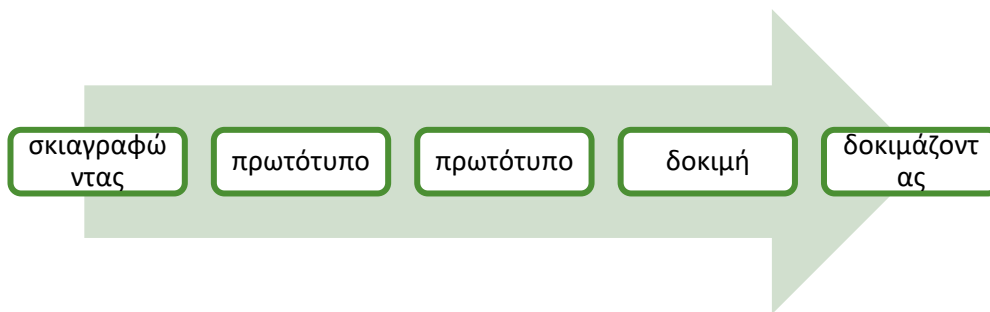 σκιαγραφώ
ντας
πρωτότυπο
πρωτότυπο
δοκιμή
δοκιμάζοντ
ας